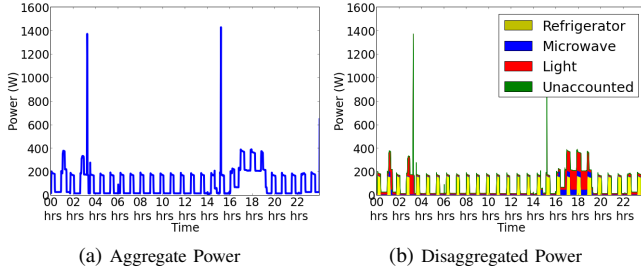 1600
1400
1200
1000
800
600
400
200
0
Power (W)
00 02 04 06 08 10 12 14 16 18 20 22
hrs hrs hrs hrs hrs hrs hrs hrs hrs hrs hrs hrs
Time
(a) Aggregate Power
1600
1400
1200
1000
800
600
400
200
0
Power (W)
Refrigerator
Microwave
Light
Unaccounted
00 02 04 06 08 10 12 14 16 18 20 22
hrs hrs hrs hrs hrs hrs hrs hrs hrs hrs hrs hrs
Time
(b) Disaggregated Power